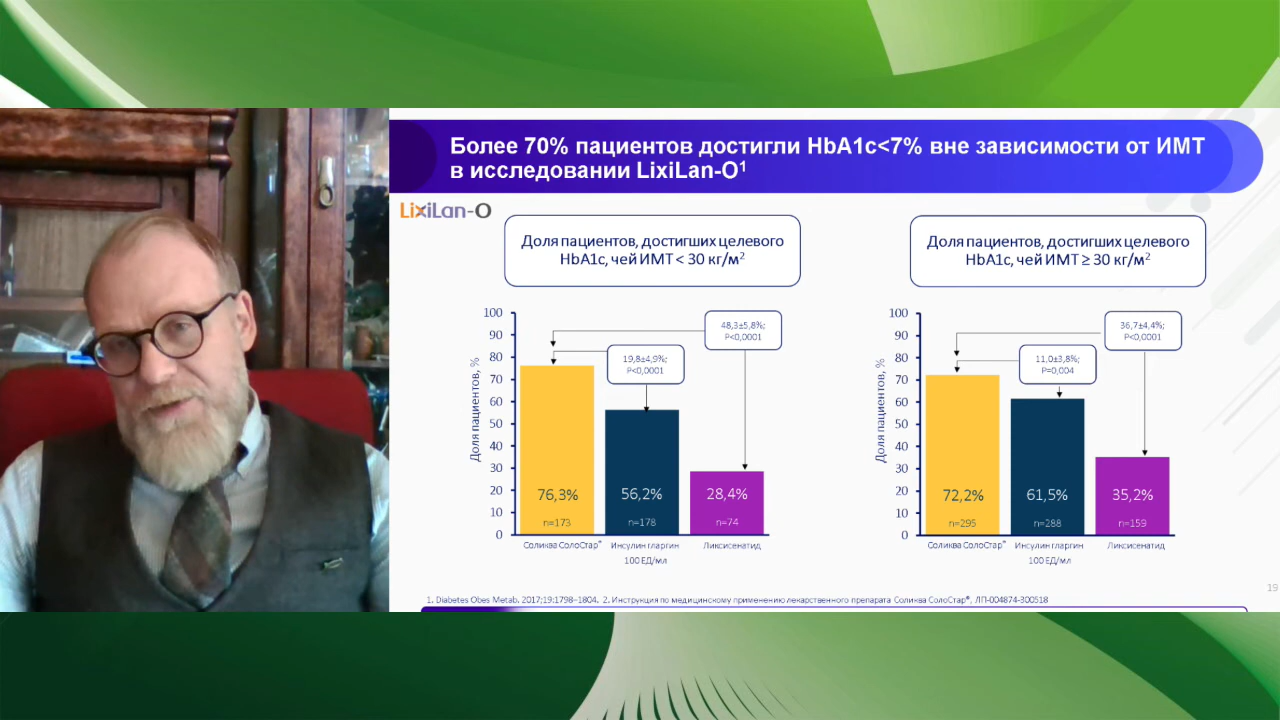 Более 70% пациентов достигли HbA1c<7% вне зависимости от ИМТ
в исследовании LixiLan-O¹
LixiLan-O
Доля пациентов, достигших целевого
HbA1c, чей ИМТ < 30 кг/м²
Доля пациентов, %
100
90
80
70
60
50
40
30
20
10
0
48,3±5,8%;
P<0,0001
19,8±4,9%;
P<0,0001
76,3%
56,2%
28,4%
n=173
n=178
n=74
Соликва СолоСтар®
Инсулин гларгин
100 ЕД/мл
Ликсисенатид
Доля пациентов, достигших целевого
HbA1c, чей ИМТ ≥ 30 кг/м²
Доля пациентов, %
100
90
80
70
60
50
40
30
20
10
0
36,7±4,4%;
P<0,0001
11,0±3,8%;
P=0,004
72,2%
61,5%
35,2%
n=295
n=288
n=159
Соликва СолоСтар®
Инсулин гларгин
100 ЕД/мл
Ликсисенатид
19
1. Diabetes Obes Metab. 2017;19:1798–1804. 2. Инструкция по медицинскому применению лекарственного препарата Соликва СолоСтар®, ЛП-004874-300518